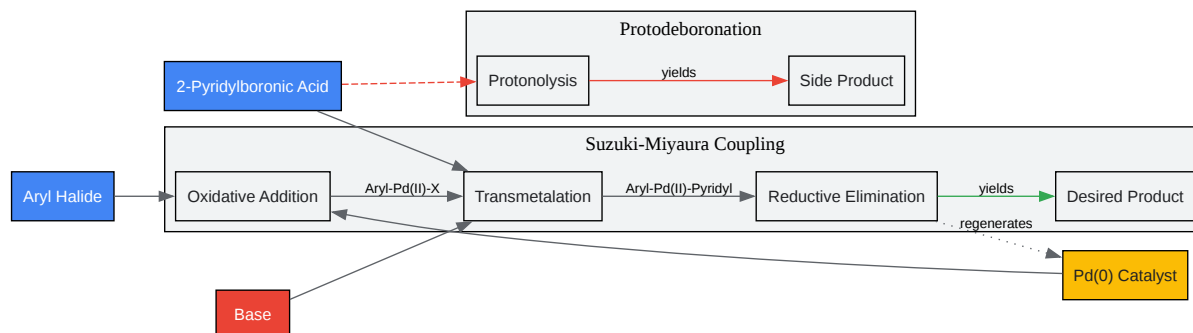 Protodeboronation
2-Pyridylboronic Acid
Protonolysis
yields
Side Product
Suzuki-Miyaura Coupling
Aryl Halide
Oxidative Addition
Aryl-Pd(II)-X
Transmetalation
Aryl-Pd(II)-Pyridyl
Reductive Elimination
yields
Desired Product
regenerates
Pd(0) Catalyst
Base